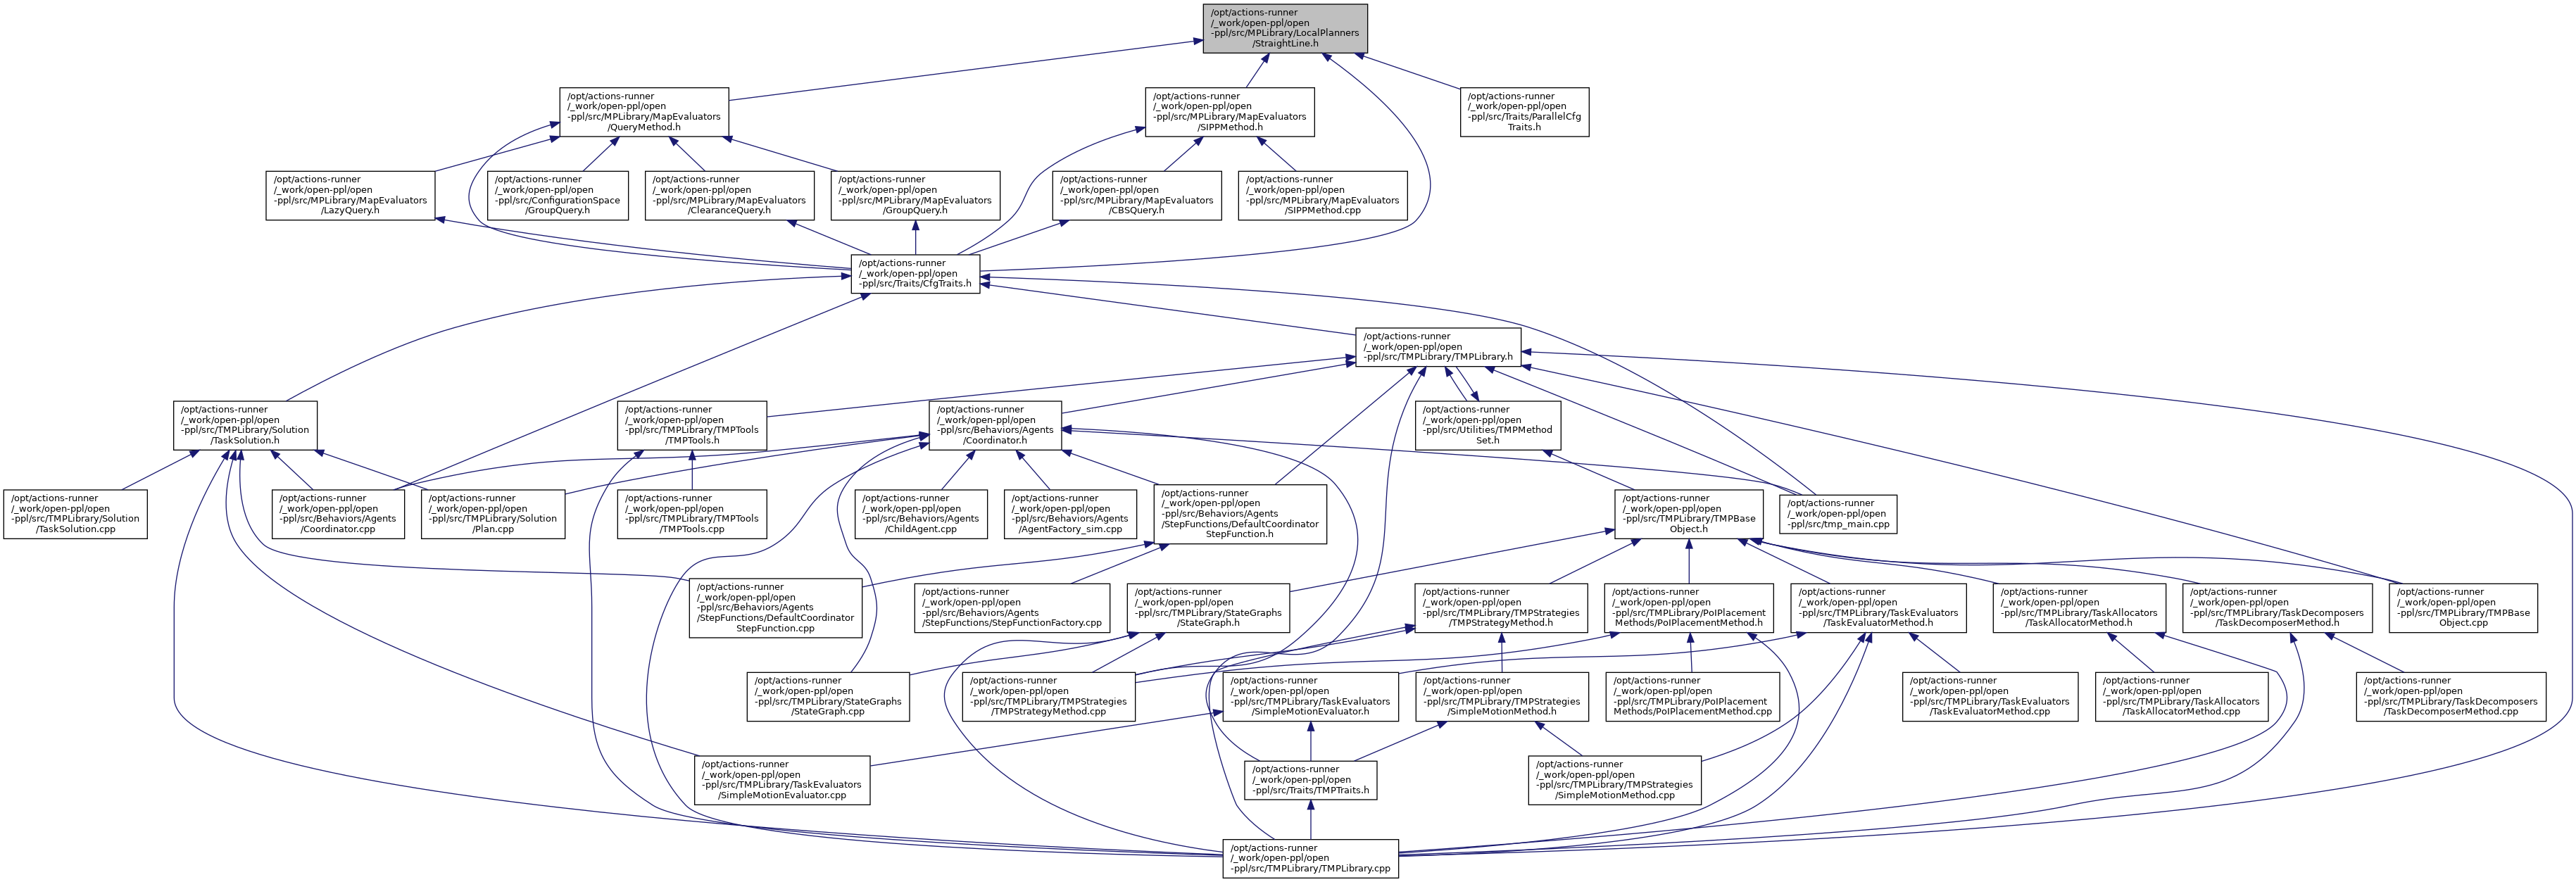 /opt/actions-runner
/_work/open-ppl/open
-ppl/src/MPLibrary/LocalPlanners
/StraightLine.h
/opt/actions-runner
/_work/open-ppl/open
-ppl/src/MPLibrary/MapEvaluators
/QueryMethod.h
/opt/actions-runner
/_work/open-ppl/open
-ppl/src/MPLibrary/MapEvaluators
/SIPPMethod.h
/opt/actions-runner
/_work/open-ppl/open
-ppl/src/Traits/ParallelCfg
Traits.h
/opt/actions-runner
/_work/open-ppl/open
-ppl/src/MPLibrary/MapEvaluators
/LazyQuery.h
/opt/actions-runner
/_work/open-ppl/open
-ppl/src/ConfigurationSpace
/GroupQuery.h
/opt/actions-runner
/_work/open-ppl/open
-ppl/src/MPLibrary/MapEvaluators
/ClearanceQuery.h
/opt/actions-runner
/_work/open-ppl/open
-ppl/src/MPLibrary/MapEvaluators
/GroupQuery.h
/opt/actions-runner
/_work/open-ppl/open
-ppl/src/MPLibrary/MapEvaluators
/CBSQuery.h
/opt/actions-runner
/_work/open-ppl/open
-ppl/src/MPLibrary/MapEvaluators
/SIPPMethod.cpp
/opt/actions-runner
/_work/open-ppl/open
-ppl/src/Traits/CfgTraits.h
/opt/actions-runner
/_work/open-ppl/open
-ppl/src/TMPLibrary/TMPLibrary.h
/opt/actions-runner
/_work/open-ppl/open
-ppl/src/TMPLibrary/Solution
/TaskSolution.h
/opt/actions-runner
/_work/open-ppl/open
-ppl/src/TMPLibrary/TMPTools
/TMPTools.h
/opt/actions-runner
/_work/open-ppl/open
-ppl/src/Behaviors/Agents
/Coordinator.h
/opt/actions-runner
/_work/open-ppl/open
-ppl/src/Utilities/TMPMethod
Set.h
/opt/actions-runner
/_work/open-ppl/open
-ppl/src/TMPLibrary/Solution
/TaskSolution.cpp
/opt/actions-runner
/_work/open-ppl/open
-ppl/src/Behaviors/Agents
/Coordinator.cpp
/opt/actions-runner
/_work/open-ppl/open
-ppl/src/TMPLibrary/Solution
/Plan.cpp
/opt/actions-runner
/_work/open-ppl/open
-ppl/src/TMPLibrary/TMPTools
/TMPTools.cpp
/opt/actions-runner
/_work/open-ppl/open
-ppl/src/Behaviors/Agents
/ChildAgent.cpp
/opt/actions-runner
/_work/open-ppl/open
-ppl/src/Behaviors/Agents
/AgentFactory_sim.cpp
/opt/actions-runner
/_work/open-ppl/open
-ppl/src/Behaviors/Agents
/StepFunctions/DefaultCoordinator
StepFunction.h
/opt/actions-runner
/_work/open-ppl/open
-ppl/src/TMPLibrary/TMPBase
Object.h
/opt/actions-runner
/_work/open-ppl/open
-ppl/src/tmp_main.cpp
/opt/actions-runner
/_work/open-ppl/open
-ppl/src/Behaviors/Agents
/StepFunctions/DefaultCoordinator
StepFunction.cpp
/opt/actions-runner
/_work/open-ppl/open
-ppl/src/Behaviors/Agents
/StepFunctions/StepFunctionFactory.cpp
/opt/actions-runner
/_work/open-ppl/open
-ppl/src/TMPLibrary/StateGraphs
/StateGraph.h
/opt/actions-runner
/_work/open-ppl/open
-ppl/src/TMPLibrary/TMPStrategies
/TMPStrategyMethod.h
/opt/actions-runner
/_work/open-ppl/open
-ppl/src/TMPLibrary/PoIPlacement
Methods/PoIPlacementMethod.h
/opt/actions-runner
/_work/open-ppl/open
-ppl/src/TMPLibrary/TaskEvaluators
/TaskEvaluatorMethod.h
/opt/actions-runner
/_work/open-ppl/open
-ppl/src/TMPLibrary/TaskAllocators
/TaskAllocatorMethod.h
/opt/actions-runner
/_work/open-ppl/open
-ppl/src/TMPLibrary/TaskDecomposers
/TaskDecomposerMethod.h
/opt/actions-runner
/_work/open-ppl/open
-ppl/src/TMPLibrary/TMPBase
Object.cpp
/opt/actions-runner
/_work/open-ppl/open
-ppl/src/TMPLibrary/StateGraphs
/StateGraph.cpp
/opt/actions-runner
/_work/open-ppl/open
-ppl/src/TMPLibrary/TMPStrategies
/TMPStrategyMethod.cpp
/opt/actions-runner
/_work/open-ppl/open
-ppl/src/TMPLibrary/TaskEvaluators
/SimpleMotionEvaluator.h
/opt/actions-runner
/_work/open-ppl/open
-ppl/src/TMPLibrary/TMPStrategies
/SimpleMotionMethod.h
/opt/actions-runner
/_work/open-ppl/open
-ppl/src/TMPLibrary/PoIPlacement
Methods/PoIPlacementMethod.cpp
/opt/actions-runner
/_work/open-ppl/open
-ppl/src/TMPLibrary/TaskEvaluators
/TaskEvaluatorMethod.cpp
/opt/actions-runner
/_work/open-ppl/open
-ppl/src/TMPLibrary/TaskAllocators
/TaskAllocatorMethod.cpp
/opt/actions-runner
/_work/open-ppl/open
-ppl/src/TMPLibrary/TaskDecomposers
/TaskDecomposerMethod.cpp
/opt/actions-runner
/_work/open-ppl/open
-ppl/src/TMPLibrary/TaskEvaluators
/SimpleMotionEvaluator.cpp
/opt/actions-runner
/_work/open-ppl/open
-ppl/src/Traits/TMPTraits.h
/opt/actions-runner
/_work/open-ppl/open
-ppl/src/TMPLibrary/TMPStrategies
/SimpleMotionMethod.cpp
/opt/actions-runner
/_work/open-ppl/open
-ppl/src/TMPLibrary/TMPLibrary.cpp